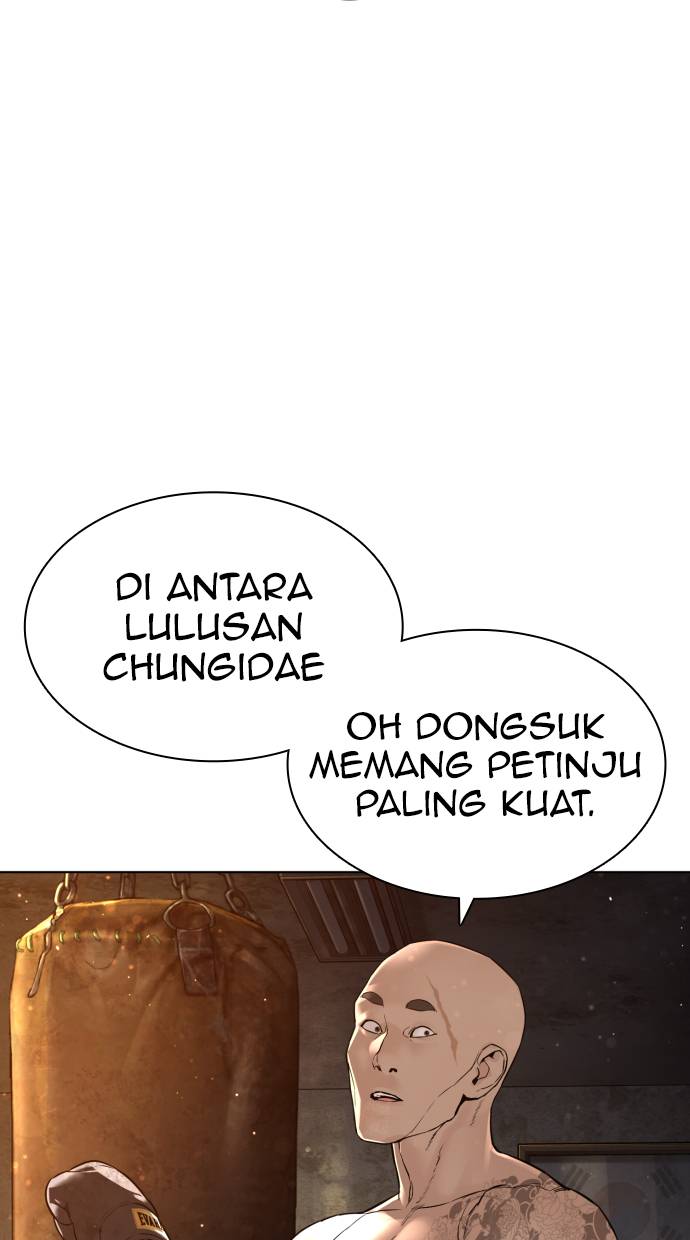 DI ANTARA
LULUSAN
CHUNGIDAE
OH DONGSUK
MEMANG PETINJU
PALING KUAT.